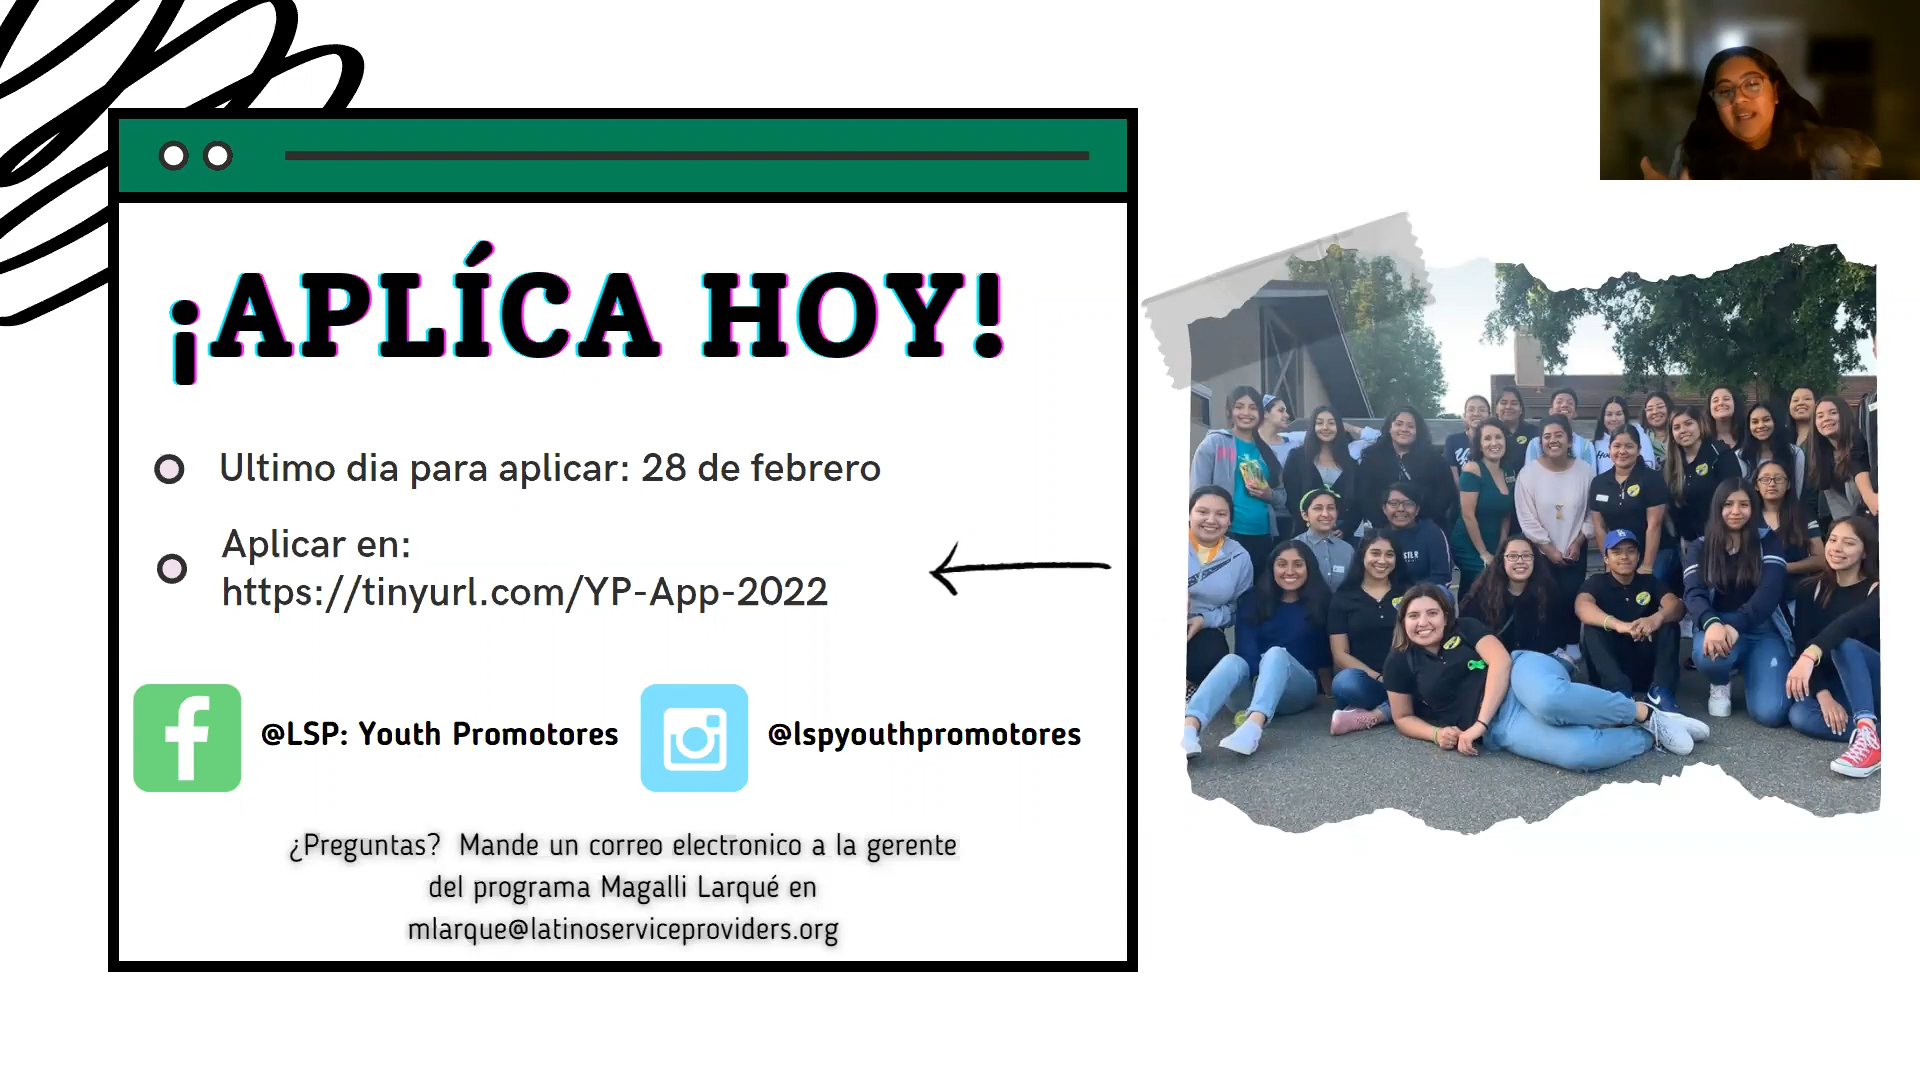 ¡APLÍCA HOY!
Ultimo dia para aplicar: 28 de febrero
Aplicar en:
https://tinyurl.com/YP-App-2022
@LSP: Youth Promotores
@lspyouthpromotores
¿Preguntas? Mande un correo electronico a la gerente
del programa Magalli Larqué en
mlarque@latinoserviceproviders.org